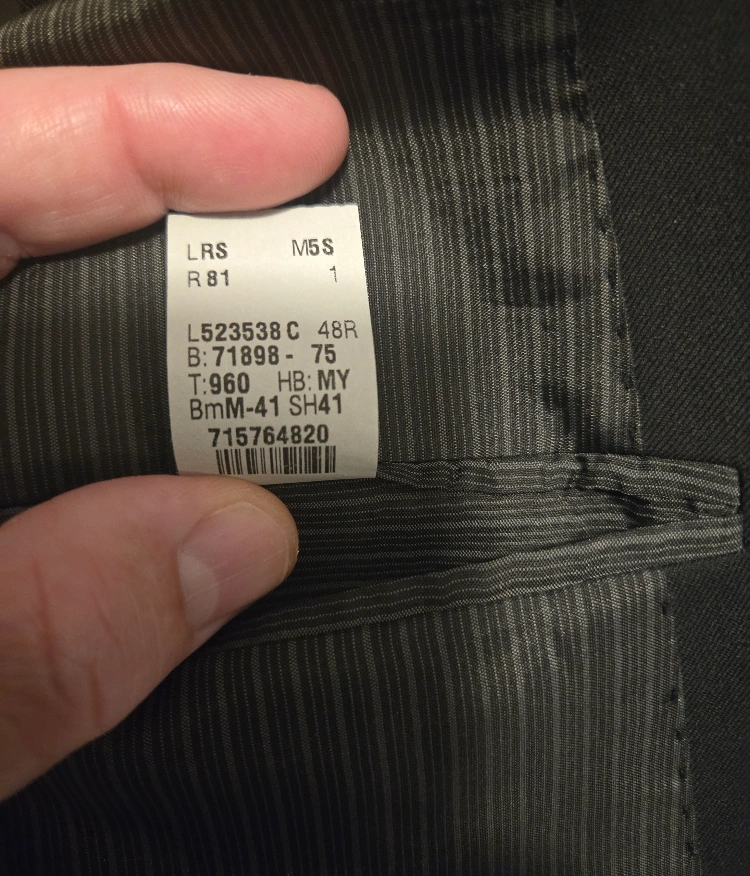 LRS M5S
R 81 1
L523538 C 48R
B: 71898 - 75
T:960 HB: MY
BmM-41 SH41
715764820